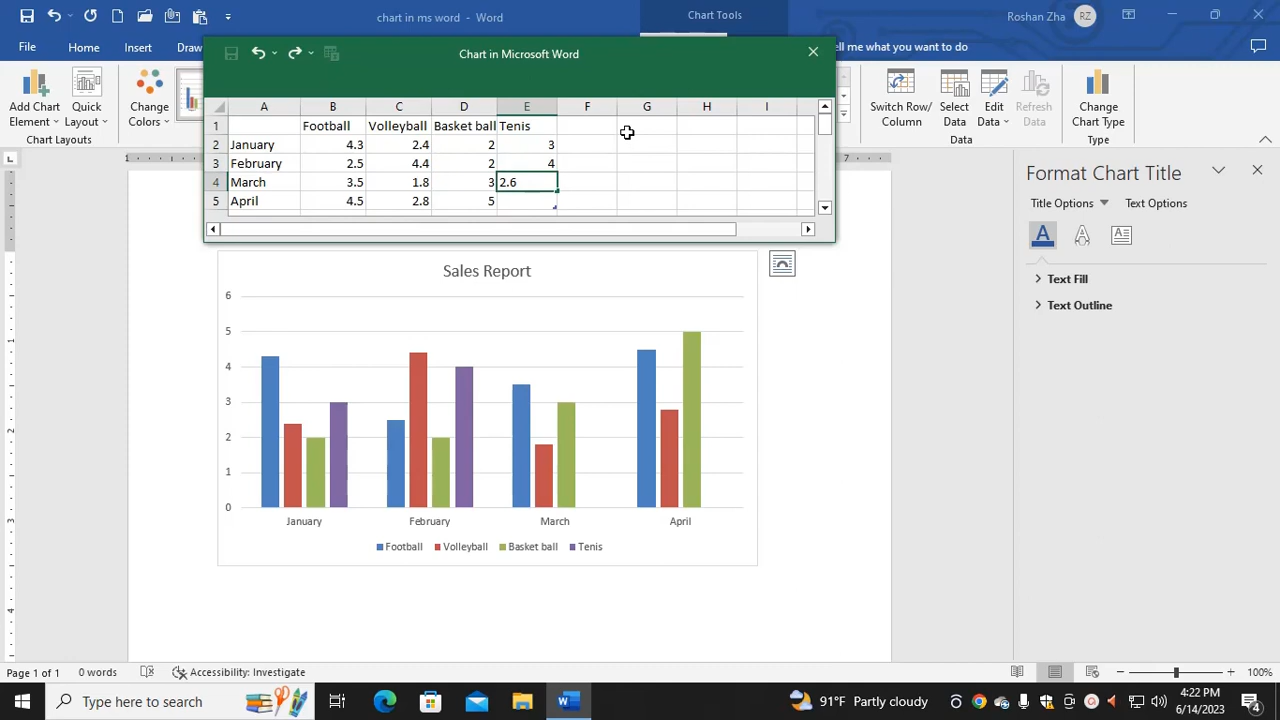 chart in ms word - Word
Chart Tools
Roshan Zha
RZ
File
Home
Insert
Draw
ell me what you want to do
Chart in Microsoft Word
Add Chart Element
Quick Layout
Change Colors
Switch Row/ Column
Select Data
Edit Data
Change Chart Type
Chart Layouts
Data
Type
A B C D E F G H I
1 Football Volleyball Basket ball Tenis
2 January 4.3 2.4 2 3
3 February 2.5 4.4 2 4
4 March 3.5 1.8 3 2.6
5 April 4.5 2.8 5
Format Chart Title
Title Options
Text Options
Text Fill
Text Outline
Sales Report
6
5
4
3
2
1
0
January February March April
Football Volleyball Basket ball Tenis
Page 1 of 1
0 words
Accessibility: Investigate
100%
Type here to search
91°F Partly cloudy
4:22 PM
6/14/2023
4